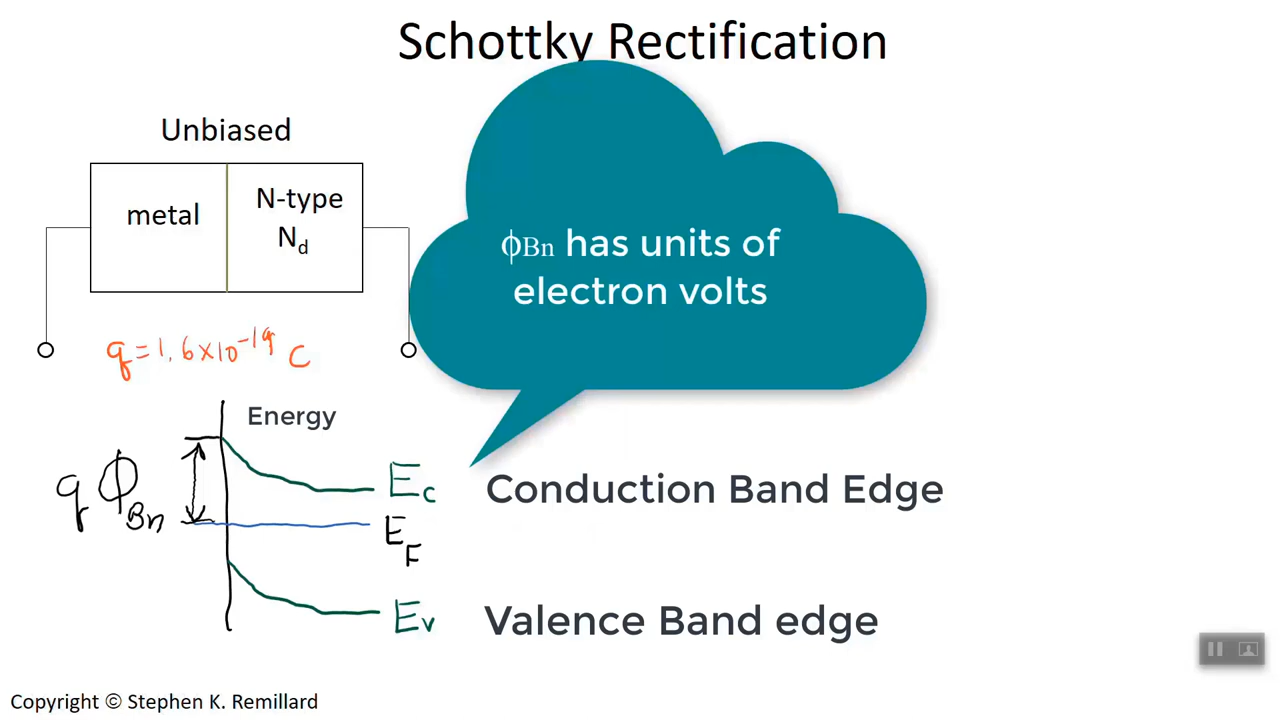 Schottky Rectification
Unbiased
metal
N-type
Nd
ϕBn has units of
electron volts
q = 1.6×10⁻¹⁹ C
Energy
qϕBn
Ec
Conduction Band Edge
EF
Ev
Valence Band edge
Copyright © Stephen K. Remillard